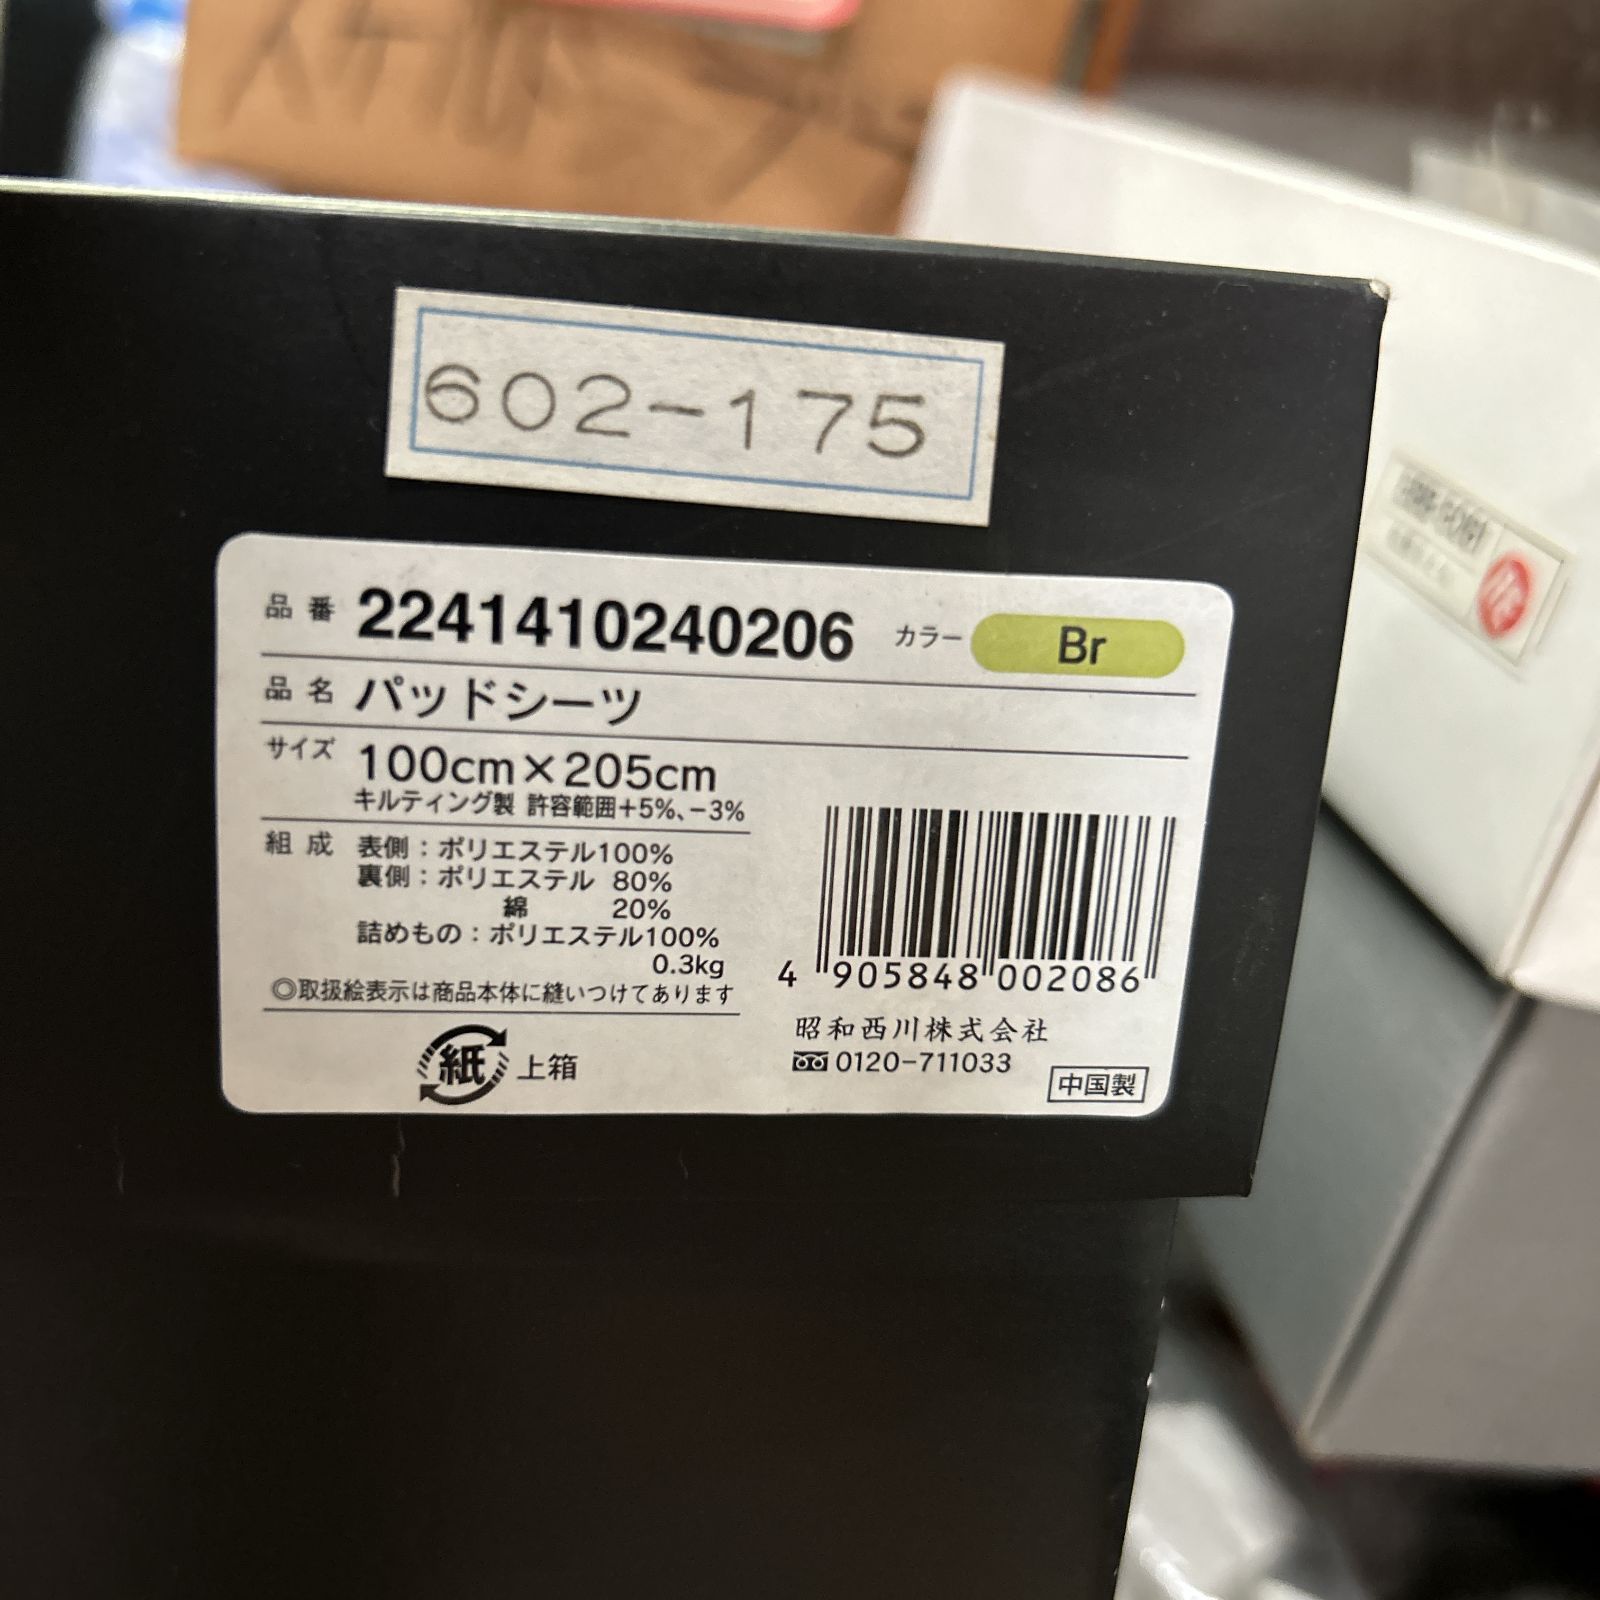 602-175
品番 2241410240206 カラー Br
品名 パッドシーツ
サイズ 100cm×205cm
キルティング製 許容範囲+5%、-3%
組成 表側：ポリエステル100%
裏側：ポリエステル 80%
綿 20%
詰めもの：ポリエステル100%
0.3kg
◎取扱絵表示は商品本体に縫いつけてあります
紙 上箱
4 905848 002086
昭和西川株式会社
0120-711033
中国製